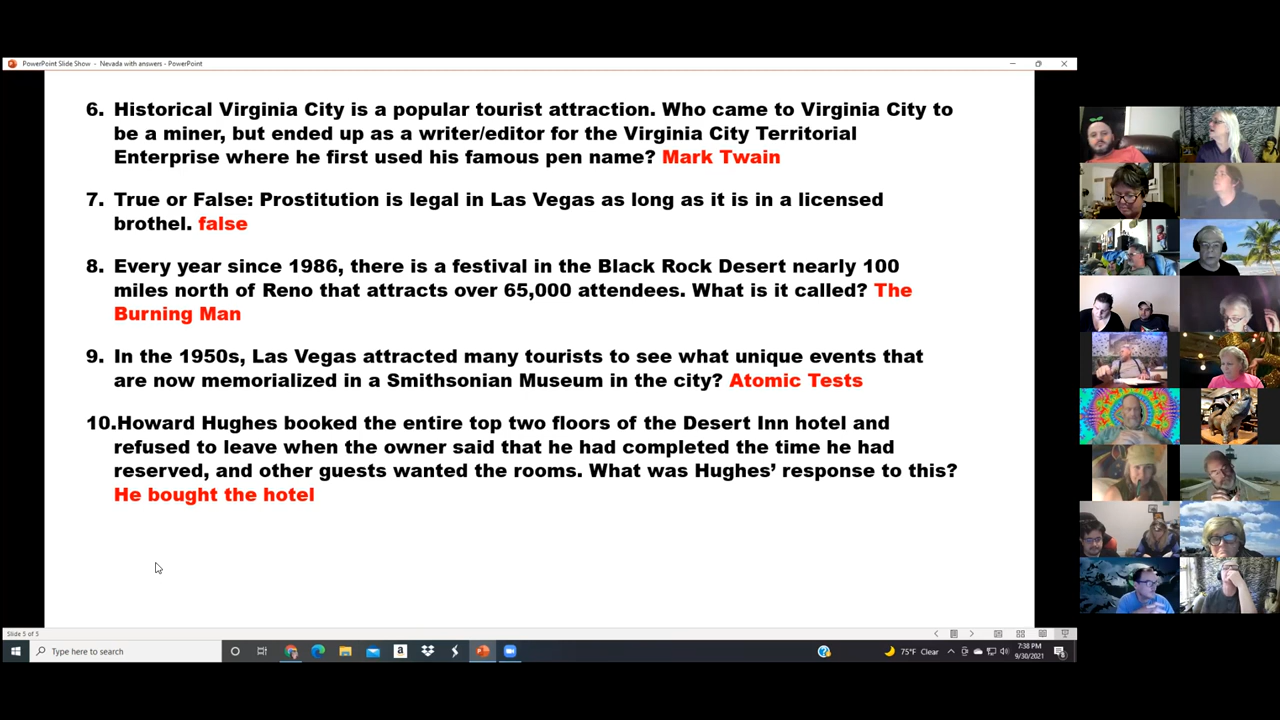 PowerPoint Slide Show - Nevada with answers - PowerPoint
6. Historical Virginia City is a popular tourist attraction. Who came to Virginia City to
be a miner, but ended up as a writer/editor for the Virginia City Territorial
Enterprise where he first used his famous pen name? Mark Twain
7. True or False: Prostitution is legal in Las Vegas as long as it is in a licensed
brothel. false
8. Every year since 1986, there is a festival in the Black Rock Desert nearly 100
miles north of Reno that attracts over 65,000 attendees. What is it called? The
Burning Man
9. In the 1950s, Las Vegas attracted many tourists to see what unique events that
are now memorialized in a Smithsonian Museum in the city? Atomic Tests
10.Howard Hughes booked the entire top two floors of the Desert Inn hotel and
refused to leave when the owner said that he had completed the time he had
reserved, and other guests wanted the rooms. What was Hughes’ response to this?
He bought the hotel
Slide 5 of 5
Type here to search
75°F Clear
7:38 PM
9/30/2021